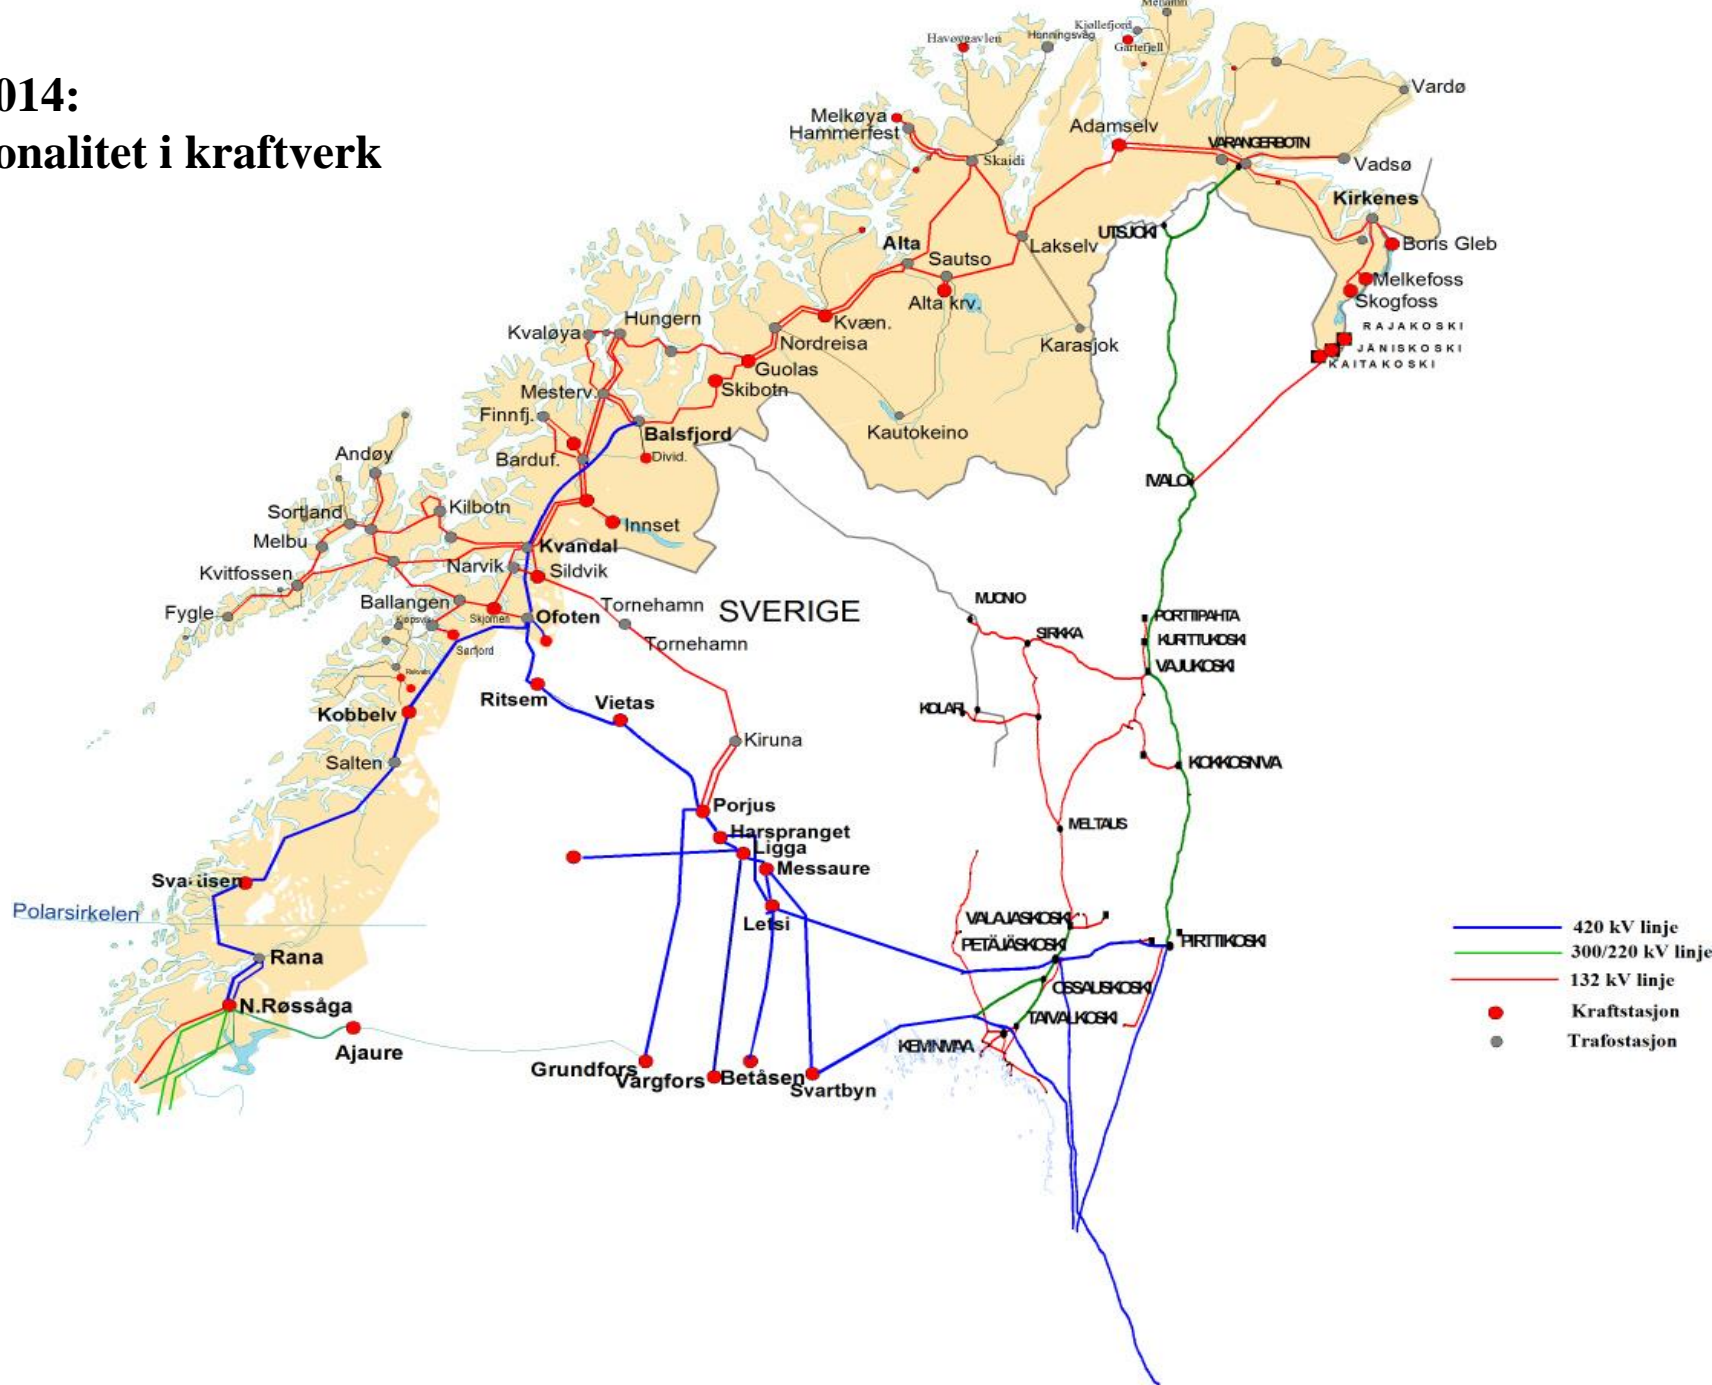 014:
onalitet i kraftverk
Mehamn
Kjøllefjord
Gartefjell
Havøygavlen
Honningsvåg
Vardø
Melkøya
Hammerfest
Adamselv
VARANGERBOTN
Skaidi
Vadsø
Kirkenes
UTSJOKI
Lakselv
Boris Gleb
Alta
Sautso
Melkefoss
Alta krv.
Skogfoss
Hungern
Kvaløya
Kvæn.
Nordreisa
RAJAKOSKI
Karasjok
JÄNISKOSKI
KAITAKOSKI
Guolas
Skibotn
Mesterv.
Finnfj.
Balsfjord
Kautokeino
Andøy
Barduf.
Divid.
IVALO
Sortland
Kilbotn
Innset
Melbu
Kvandal
Kvitfossen
Narvik
Sildvik
Fygle
Ballangen
Tornehamn
SVERIGE
MUONIO
Kjøpsvik
Skjomen
Ofoten
PORTTIPAHTA
SIRKKA
KURITTUKOSKI
Tornehamn
Sørfjord
VAJUKOSKI
Ritsem
Vietas
KOLARI
Kobbelv
Kiruna
Salten
KOKKOSNIVA
Porjus
Harspranget
MELTAUS
Ligga
Messaure
Svartisen
Polarsirkelen
Letsi
VALAJASKOSKI
PETÄJÄSKOSKI
PIRTTIKOSKI
420 kV linje
300/220 kV linje
Rana
132 kV linje
OSSAUSKOSKI
N.Røssåga
Kraftstasjon
TAIVALKOSKI
Trafostasjon
KEMINMAA
Ajaure
Grundfors
Vargfors
Betåsen
Svartbyn